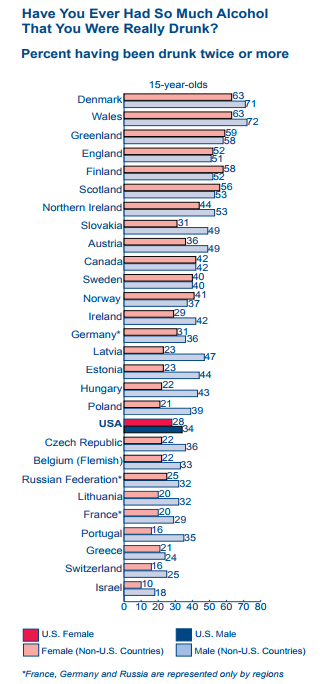 Have You Ever Had So Much Alcohol
That You Were Really Drunk?
Percent having been drunk twice or more
15-year-olds
Denmark 63
71
Wales 63
72
Greenland 59
58
England 52
51
Finland 58
52
Scotland 56
53
Northern Ireland 44
53
Slovakia 31
49
Austria 36
49
Canada 42
42
Sweden 40
40
Norway 41
37
Ireland 29
42
Germany* 31
36
Latvia 23
47
Estonia 23
44
Hungary 22
43
Poland 21
39
USA 28
34
Czech Republic 22
36
Belgium (Flemish) 22
33
Russian Federation* 25
32
Lithuania 20
32
France* 20
29
Portugal 16
35
Greece 21
24
Switzerland 16
25
Israel 10
18
0 10 20 30 40 50 60 70 80
U.S. Female U.S. Male
Female (Non-U.S. Countries) Male (Non-U.S. Countries)
*France, Germany and Russia are represented only by regions